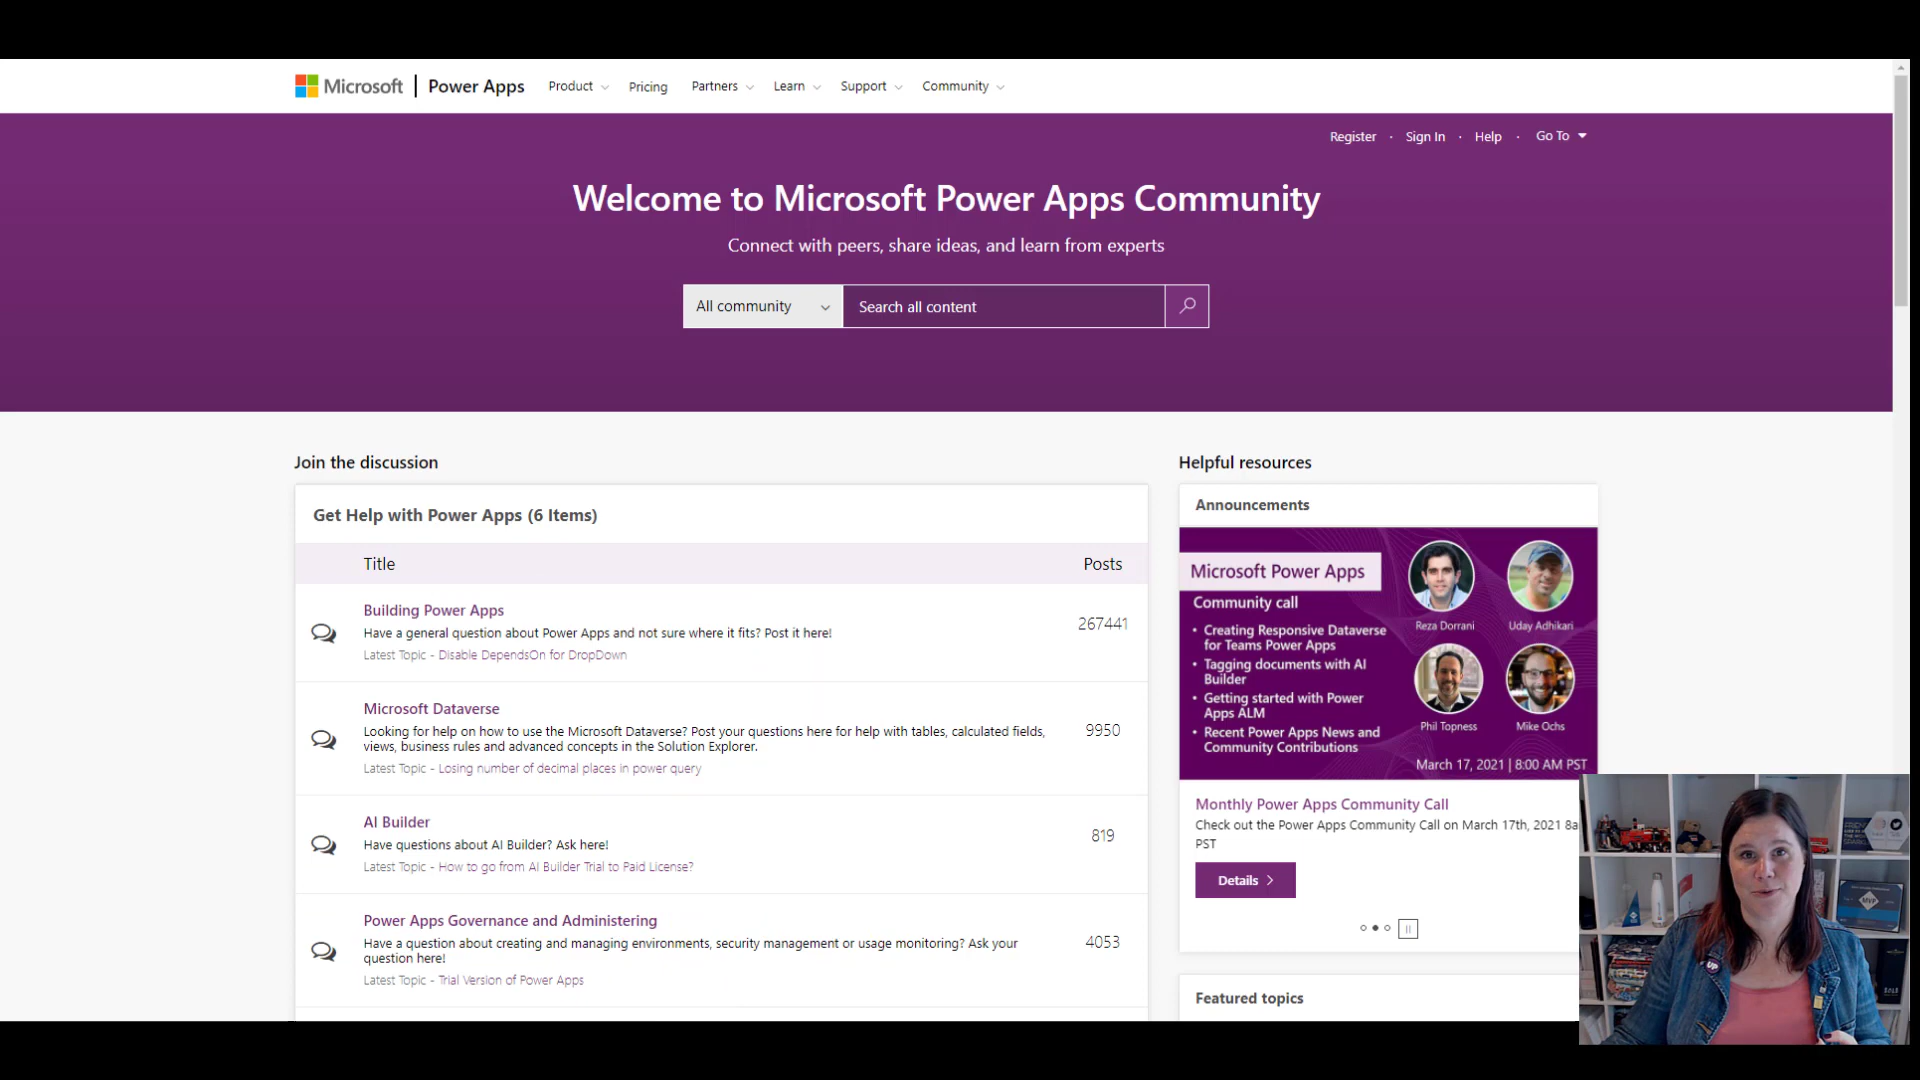 Microsoft | Power Apps Product Pricing Partners Learn Support Community
Register · Sign In · Help · Go To
Welcome to Microsoft Power Apps Community
Connect with peers, share ideas, and learn from experts
All community Search all content
Join the discussion
Get Help with Power Apps (6 Items)
Title Posts
Building Power Apps
Have a general question about Power Apps and not sure where it fits? Post it here!
Latest Topic - Disable DependsOn for DropDown
267441
Microsoft Dataverse
Looking for help on how to use the Microsoft Dataverse? Post your questions here for help with tables, calculated fields,
views, business rules and advanced concepts in the Solution Explorer.
Latest Topic - Losing number of decimal places in power query
9950
AI Builder
Have questions about AI Builder? Ask here!
Latest Topic - How to go from AI Builder Trial to Paid License?
819
Power Apps Governance and Administering
Have a question about creating and managing environments, security management or usage monitoring? Ask your
question here!
Latest Topic - Trial Version of Power Apps
4053
Helpful resources
Announcements
Microsoft Power Apps
Community call
• Creating Responsive Dataverse
for Teams Power Apps
• Tagging documents with AI
Builder
• Getting started with Power
Apps ALM
• Recent Power Apps News and
Community Contributions
Reza Dorrani
Uday Adhikari
Phil Topness
Mike Ochs
March 17, 2021 | 8:00 AM PST
Monthly Power Apps Community Call
Check out the Power Apps Community Call on March 17th, 2021 8a
PST
Details
Featured topics
MVP
UP